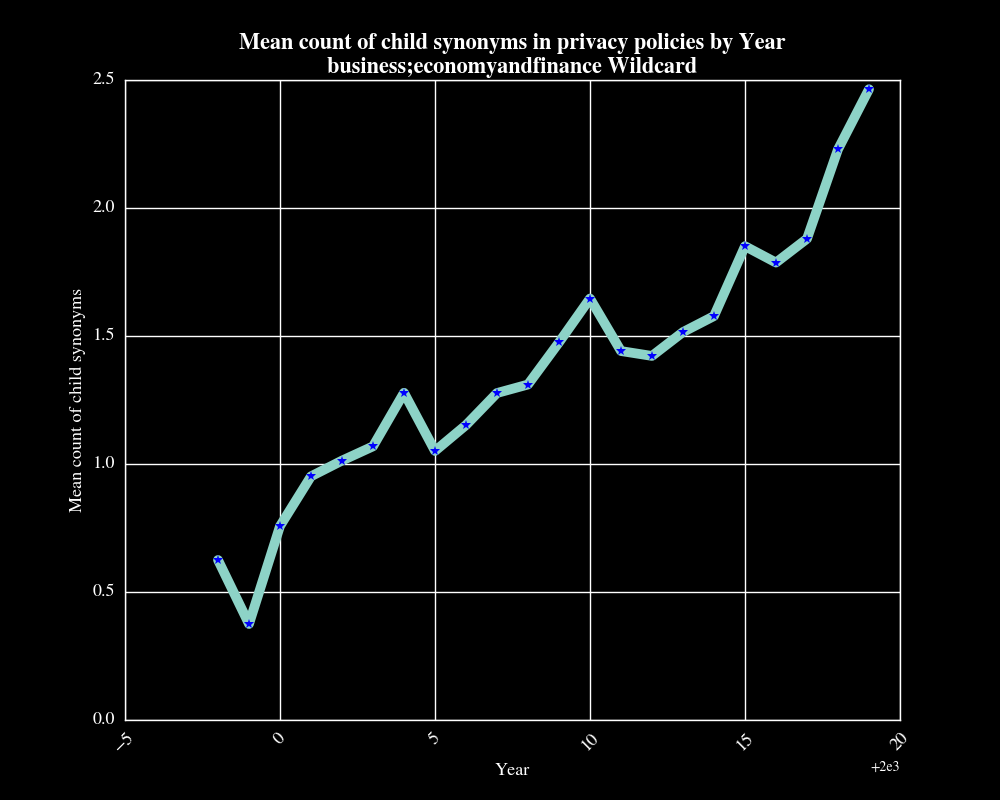 Mean count of child synonyms in privacy policies by Year
business;economyandfinance Wildcard
2.5
2.0
1.5
1.0
0.5
0.0
Mean count of child synonyms
−5
0
5
10
15
20
Year
+2e3